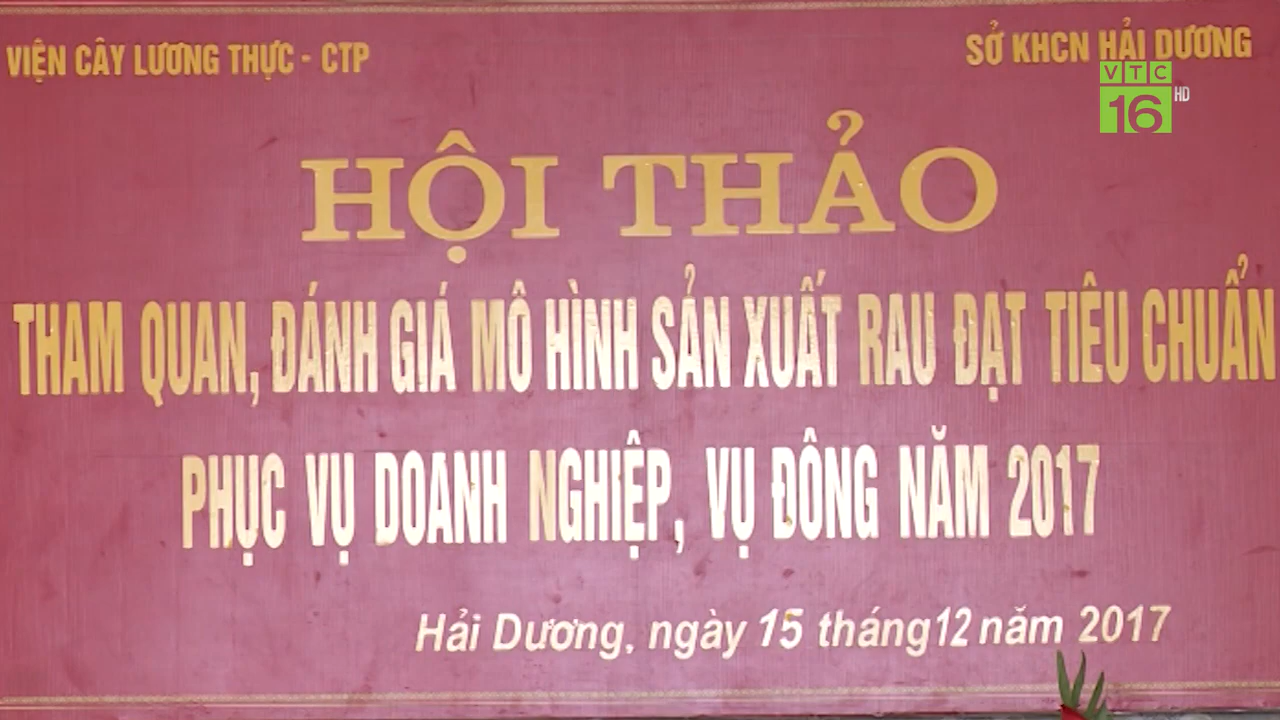 VIỆN CÂY LƯƠNG THỰC - CTP
SỞ KHCN HẢI DƯƠNG
VTC
16 HD
HỘI THẢO
THAM QUAN, ĐÁNH GIÁ MÔ HÌNH SẢN XUẤT RAU ĐẠT TIÊU CHUẨN
PHỤC VỤ DOANH NGHIỆP, VỤ ĐÔNG NĂM 2017
Hải Dương, ngày 15 tháng 12 năm 2017